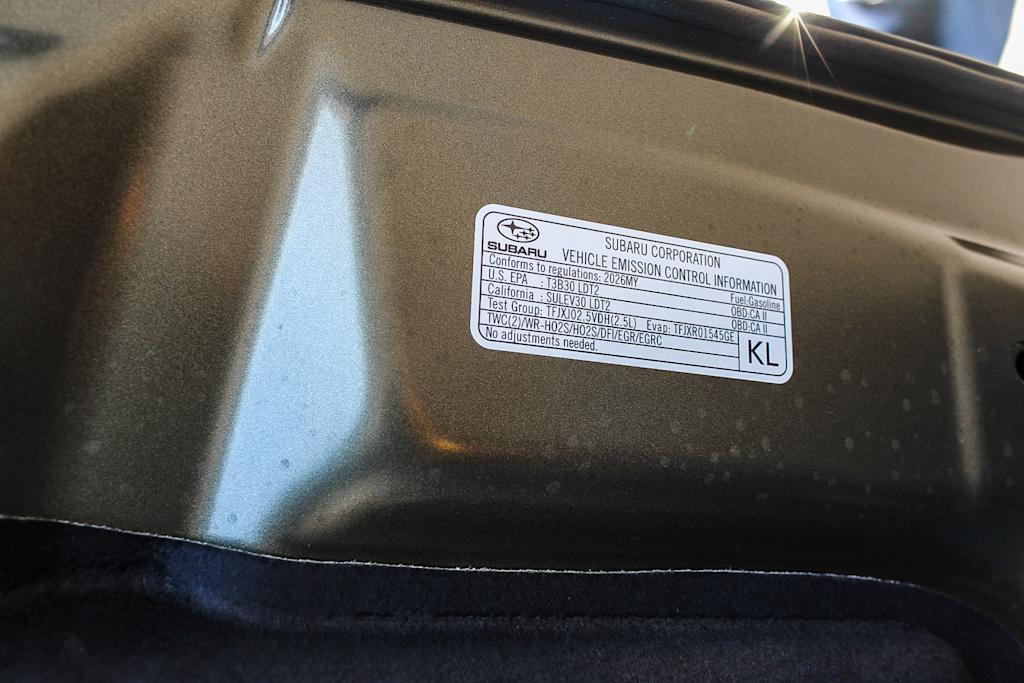 SUBARU
SUBARU CORPORATION
VEHICLE EMISSION CONTROL INFORMATION
Conforms to regulations: 2026MY
Fuel:Gasoline
U.S. EPA : T3B30 LDT2
OBD:CA II
California : SULEV30 LDT2
OBD:CA II
Test Group: TFJXJ02.5VDH(2.5L) Evap: TFJXR01545GE
TWC(2)/WR-HO2S/HO2S/DFI/EGR/EGRC
No adjustments needed.
KL